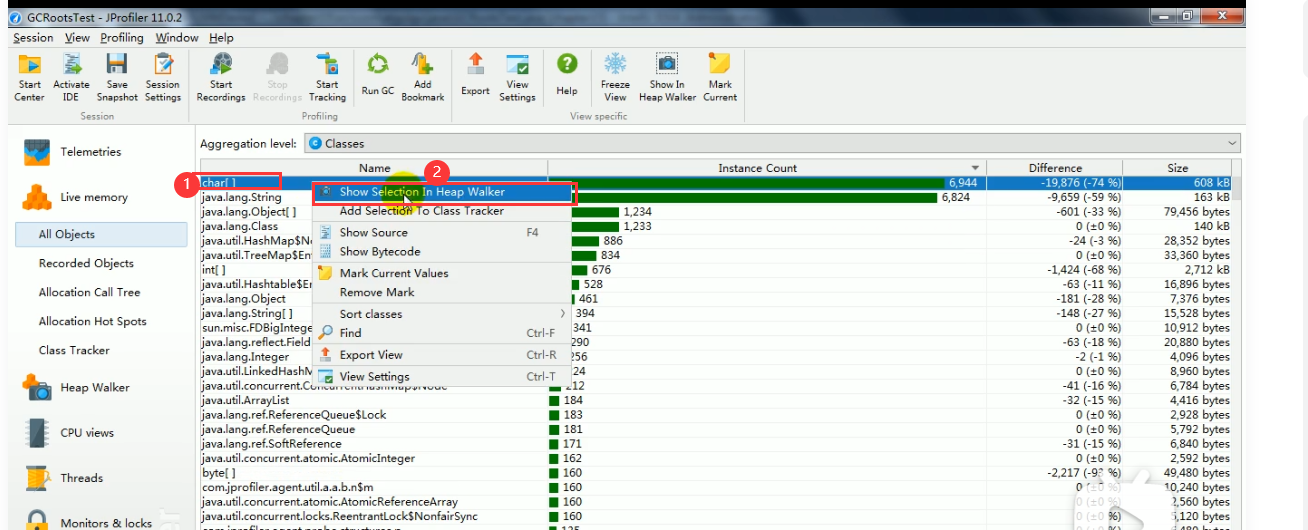 GCRootsTest - JProfiler 11.0.2
Session View Profiling Window Help
Start Center Activate IDE Save Snapshot Session Settings Start Recordings Stop Recordings Start Tracking Run GC Add Bookmark Export View Settings Help Freeze View Show In Heap Walker Mark Current
Session Profiling View specific
Telemetries
Live memory
All Objects
Recorded Objects
Allocation Call Tree
Allocation Hot Spots
Class Tracker
Heap Walker
CPU views
Threads
Monitors & locks
Aggregation level: C Classes
Name Instance Count Difference Size
1 char[ ] 6,944 -19,876 (-74 %) 608 kB
java.lang.String 6,824 -9,659 (-59 %) 163 kB
java.lang.Object[ ] 1,234 -601 (-33 %) 79,456 bytes
java.lang.Class 1,233 0 (±0 %) 140 kB
java.util.HashMap$N 886 -24 (-3 %) 28,352 bytes
java.util.TreeMap$En 834 0 (±0 %) 33,360 bytes
int[ ] 676 -1,424 (-68 %) 2,712 kB
java.util.Hashtable$E 528 -63 (-11 %) 16,896 bytes
java.lang.Object 461 -181 (-28 %) 7,376 bytes
java.lang.String[ ] 394 -148 (-27 %) 15,528 bytes
sun.misc.FDBigIntege 341 0 (±0 %) 10,912 bytes
java.lang.reflect.Field 290 -63 (-18 %) 20,880 bytes
java.lang.Integer 256 -2 (-1 %) 4,096 bytes
java.util.LinkedHashM 24 0 (±0 %) 8,960 bytes
java.util.concurrent.ConcurrentHashMap$Node 212 -41 (-16 %) 6,784 bytes
java.util.ArrayList 184 -32 (-15 %) 4,416 bytes
java.lang.ref.ReferenceQueue$Lock 183 0 (±0 %) 2,928 bytes
java.lang.ref.ReferenceQueue 181 0 (±0 %) 5,792 bytes
java.lang.ref.SoftReference 171 -31 (-15 %) 6,840 bytes
java.util.concurrent.atomic.AtomicInteger 162 0 (±0 %) 2,592 bytes
byte[ ] 160 -2,217 (-93 %) 49,480 bytes
com.jprofiler.agent.util.a.a.b.n$m 160 0 (±0 %) 10,240 bytes
java.util.concurrent.atomic.AtomicReferenceArray 160 0 (±0 %) 2,560 bytes
java.util.concurrent.locks.ReentrantLock$NonfairSync 160 0 (±0 %) 5,120 bytes
2
Show Selection In Heap Walker
Add Selection To Class Tracker
Show Source F4
Show Bytecode
Mark Current Values
Remove Mark
Sort classes
Find Ctrl-F
Export View Ctrl-R
View Settings Ctrl-T